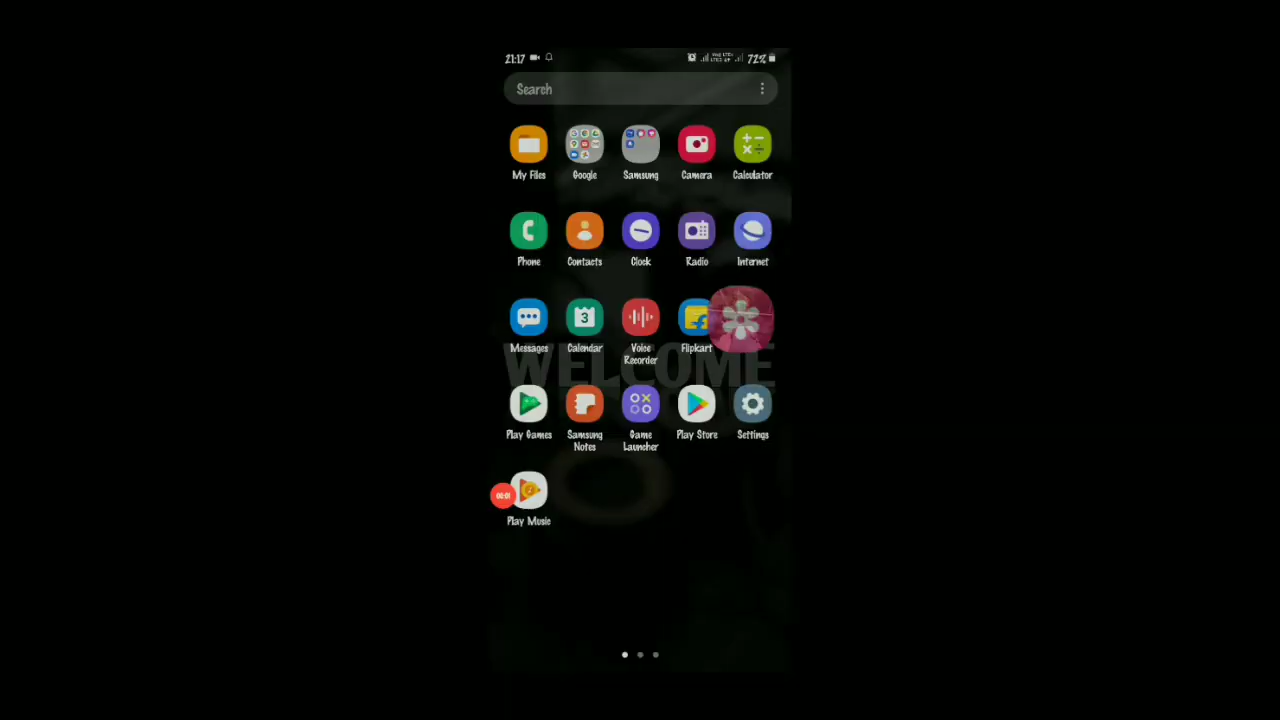 21:17 72%
Search
My Files Google Samsung Camera Calculator
Phone Contacts Clock Radio Internet
3
Messages Calendar Voice Recorder Flipkart
WELCOME
Play Games Samsung Notes Game Launcher Play Store Settings
Play Music